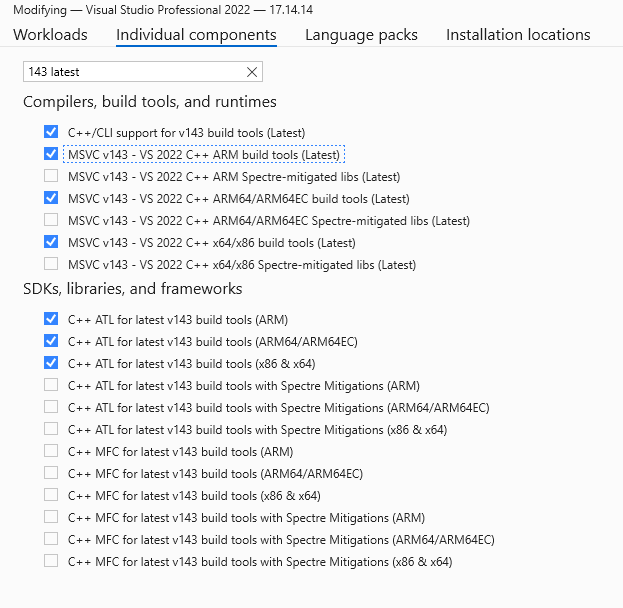 Modifying — Visual Studio Professional 2022 — 17.14.14
Workloads Individual components Language packs Installation locations
143 latest
Compilers, build tools, and runtimes
C++/CLI support for v143 build tools (Latest)
MSVC v143 - VS 2022 C++ ARM build tools (Latest)
MSVC v143 - VS 2022 C++ ARM Spectre-mitigated libs (Latest)
MSVC v143 - VS 2022 C++ ARM64/ARM64EC build tools (Latest)
MSVC v143 - VS 2022 C++ ARM64/ARM64EC Spectre-mitigated libs (Latest)
MSVC v143 - VS 2022 C++ x64/x86 build tools (Latest)
MSVC v143 - VS 2022 C++ x64/x86 Spectre-mitigated libs (Latest)
SDKs, libraries, and frameworks
C++ ATL for latest v143 build tools (ARM)
C++ ATL for latest v143 build tools (ARM64/ARM64EC)
C++ ATL for latest v143 build tools (x86 & x64)
C++ ATL for latest v143 build tools with Spectre Mitigations (ARM)
C++ ATL for latest v143 build tools with Spectre Mitigations (ARM64/ARM64EC)
C++ ATL for latest v143 build tools with Spectre Mitigations (x86 & x64)
C++ MFC for latest v143 build tools (ARM)
C++ MFC for latest v143 build tools (ARM64/ARM64EC)
C++ MFC for latest v143 build tools (x86 & x64)
C++ MFC for latest v143 build tools with Spectre Mitigations (ARM)
C++ MFC for latest v143 build tools with Spectre Mitigations (ARM64/ARM64EC)
C++ MFC for latest v143 build tools with Spectre Mitigations (x86 & x64)